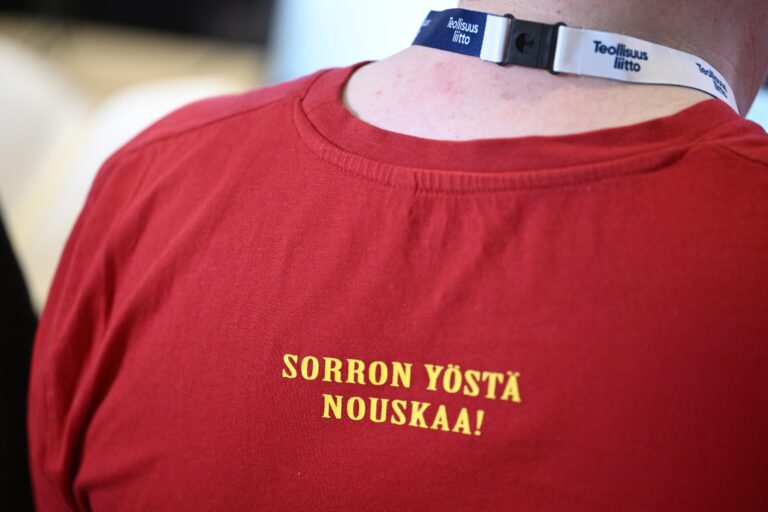 Teollisuus
liitto
Teollisuus
liitto
SORRON YÖSTÄ
NOUSKAA!